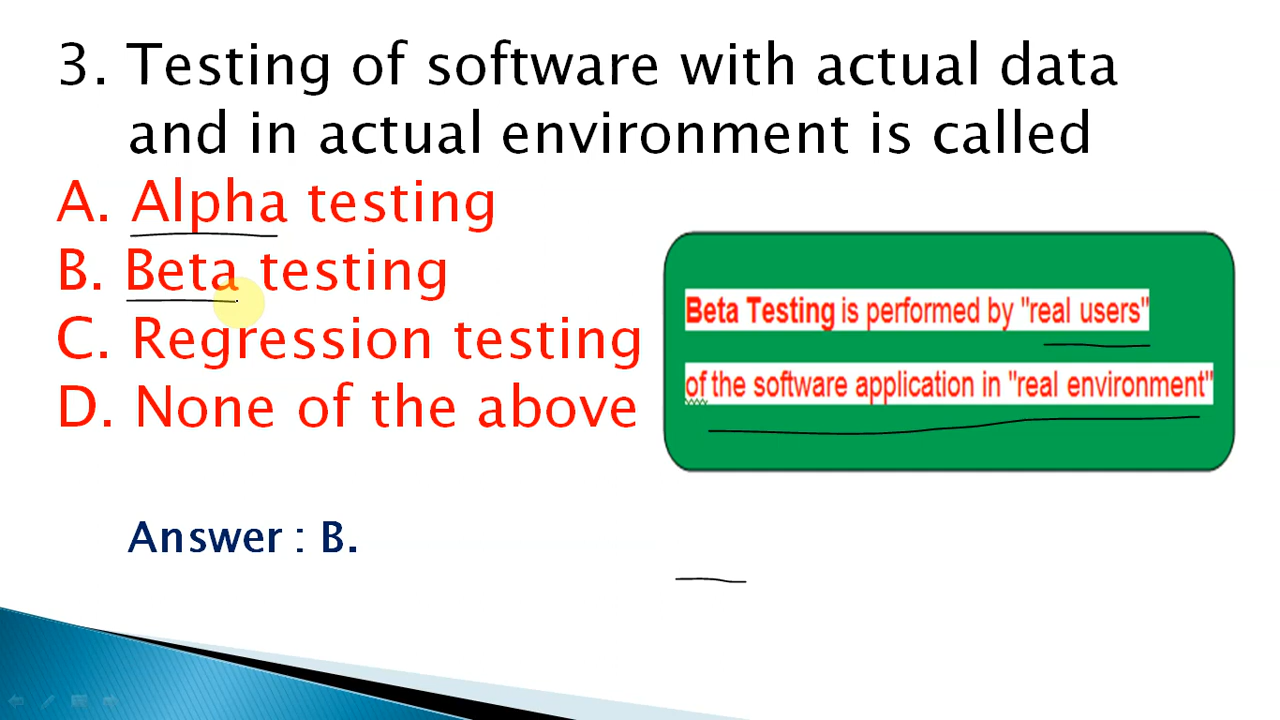 3. Testing of software with actual data
and in actual environment is called
A. Alpha testing
B. Beta testing
C. Regression testing
D. None of the above
Beta Testing is performed by "real users"
of the software application in "real environment"
Answer : B.